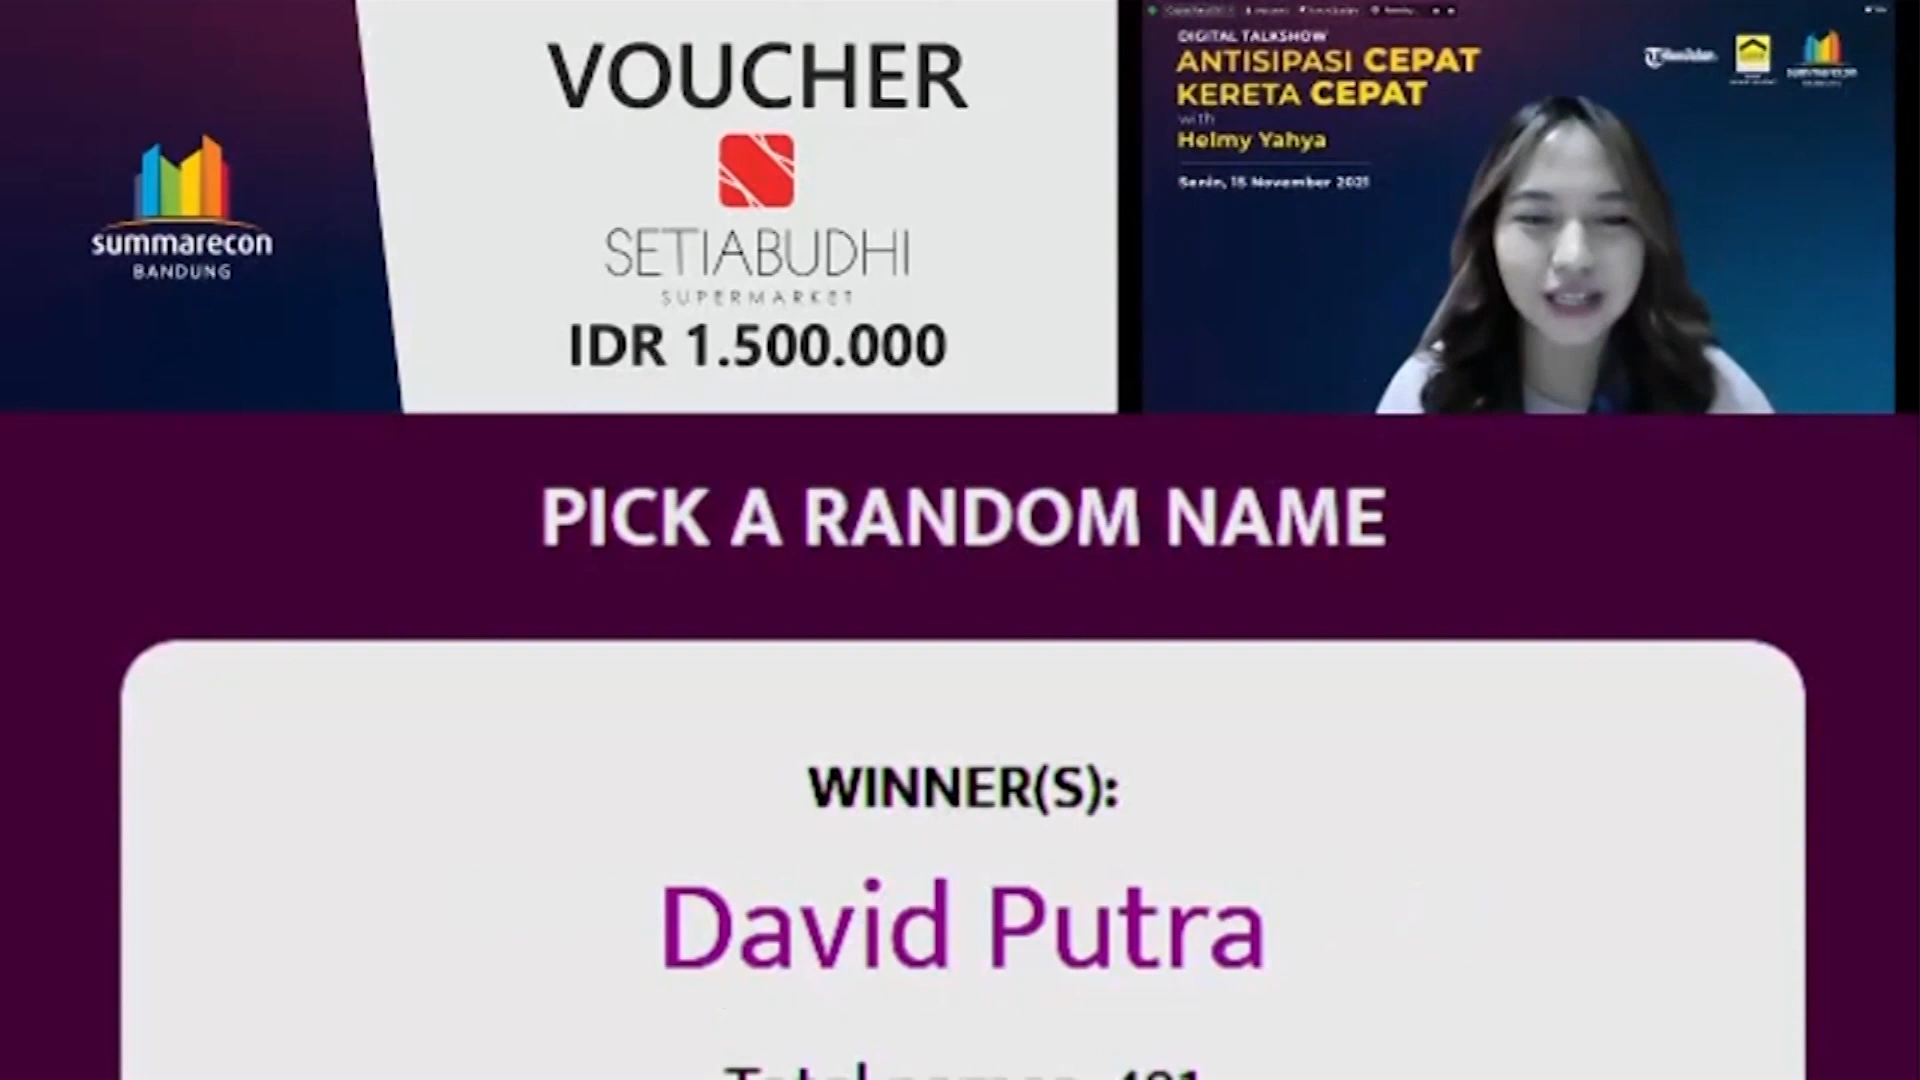 summarecon
BANDUNG
VOUCHER
SETIABUDHI
SUPERMARKET
IDR 1.500.000
DIGITAL TALKSHOW
ANTISIPASI CEPAT
KERETA CEPAT
with
Helmy Yahya
Senin, 15 November 2021
summarecon
PICK A RANDOM NAME
WINNER(S):
David Putra